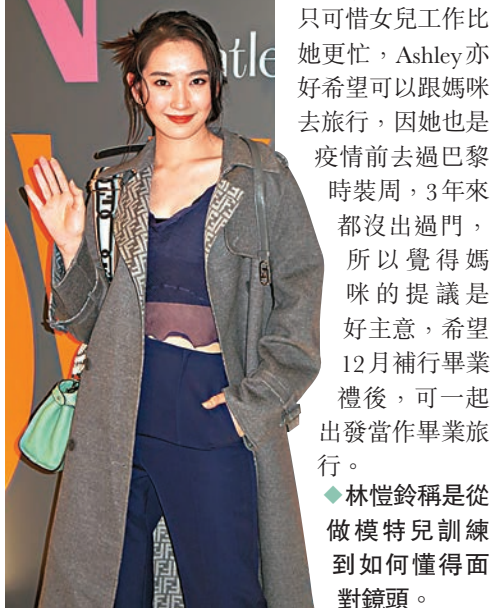 atle
只可惜女兒工作比
她更忙，Ashley亦
好希望可以跟媽咪
去旅行，因她也是
疫情前去過巴黎
時裝周，3年來
都沒出過門，
所以覺得媽
咪的提議是
好主意，希望
12月補行畢業
禮後，可一起
出發當作畢業旅
行。
◆林愷鈴稱是從
做模特兒訓練
到如何懂得面
對鏡頭。